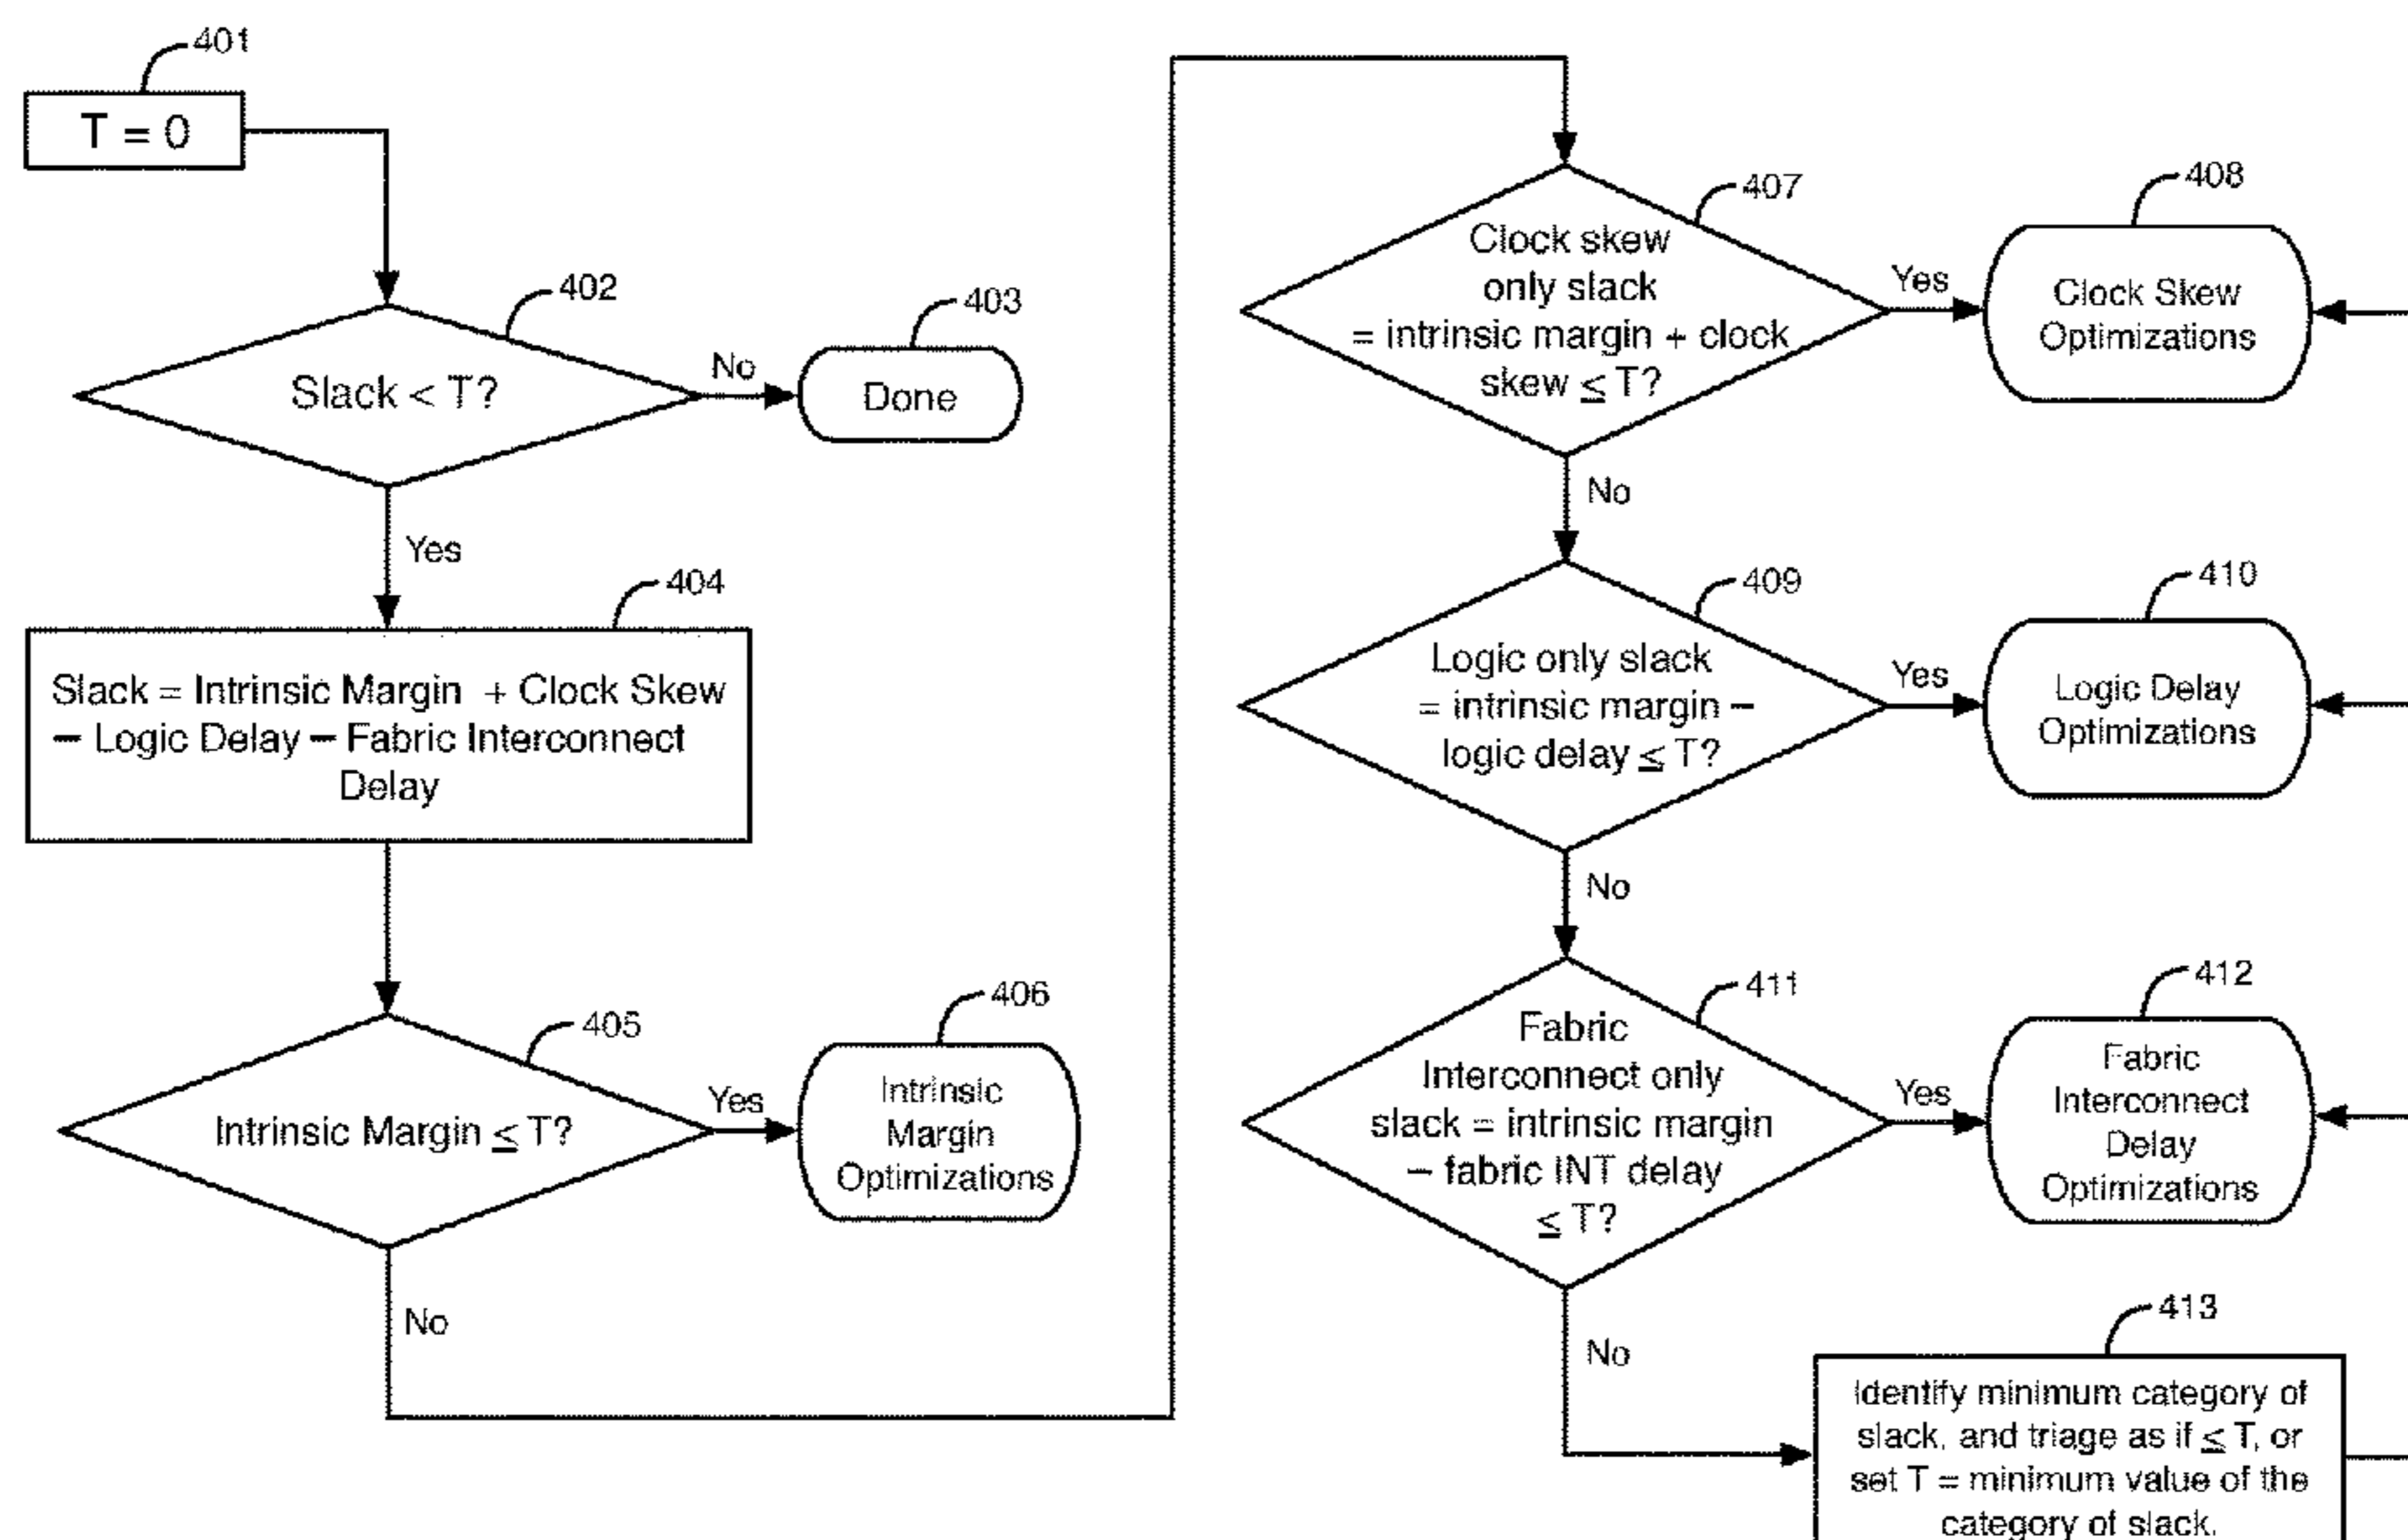 401
T = 0
402
Slack < T?
No
403
Done
Yes
404
Slack = Intrinsic Margin + Clock Skew
− Logic Delay − Fabric Interconnect
Delay
405
Intrinsic Margin ≤ T?
Yes
406
Intrinsic
Margin
Optimizations
No
407
Clock skew
only slack
= intrinsic margin + clock
skew ≤ T?
Yes
408
Clock Skew
Optimizations
No
409
Logic only slack
= intrinsic margin −
logic delay ≤ T?
Yes
410
Logic Delay
Optimizations
No
411
Fabric
Interconnect only
slack = intrinsic margin
− fabric INT delay
≤ T?
Yes
412
Fabric
Interconnect
Delay
Optimizations
No
413
Identify minimum category of
slack, and triage as if ≤ T, or
set T = minimum value of the
category of slack.